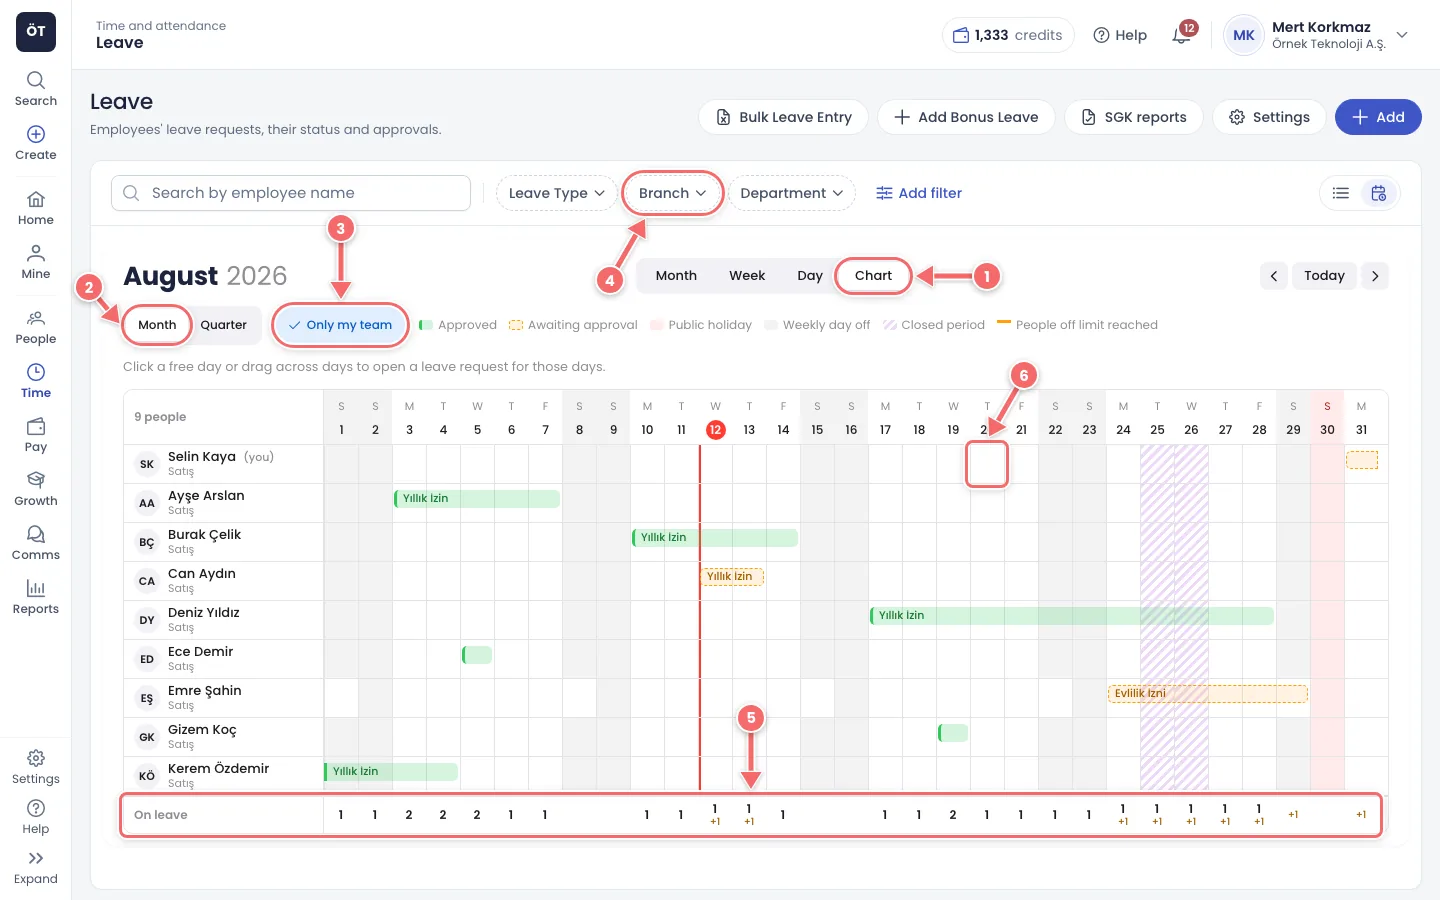 ÖT
Time and attendance
Leave
1,333 credits
Help
12
MK
Mert Korkmaz
Örnek Teknoloji A.Ş.
Search
Create
Home
Mine
People
Time
Pay
Growth
Comms
Reports
Settings
Help
Expand
Leave
Employees' leave requests, their status and approvals.
Bulk Leave Entry
Add Bonus Leave
SGK reports
Settings
Add
Search by employee name
Leave Type
Branch
Department
Add filter
3
4
August 2026
Month Week Day Chart
1
Today
2
Month Quarter
Only my team
Approved
Awaiting approval
Public holiday
Weekly day off
Closed period
People off limit reached
Click a free day or drag across days to open a leave request for those days.
6
9 people
S S M T W T F S S M T W T F S S M T W T F S S M T W T F S S M
1 2 3 4 5 6 7 8 9 10 11 12 13 14 15 16 17 18 19 21 22 23 24 25 26 27 28 29 30 31
SK
Selin Kaya (you)
Satış
AA
Ayşe Arslan
Satış
Yıllık İzin
BÇ
Burak Çelik
Satış
Yıllık İzin
CA
Can Aydın
Satış
Yıllık İzin
DY
Deniz Yıldız
Satış
Yıllık İzin
ED
Ece Demir
Satış
EŞ
Emre Şahin
Satış
Evlilik İzni
GK
Gizem Koç
Satış
5
KÖ
Kerem Özdemir
Satış
Yıllık İzin
On leave
1 1 2 2 2 1 1 1 1 1 1 1 1 1 2 1 1 1 1 1 1 1 1 1
+1 +1 +1 +1 +1 +1 +1 +1 +1